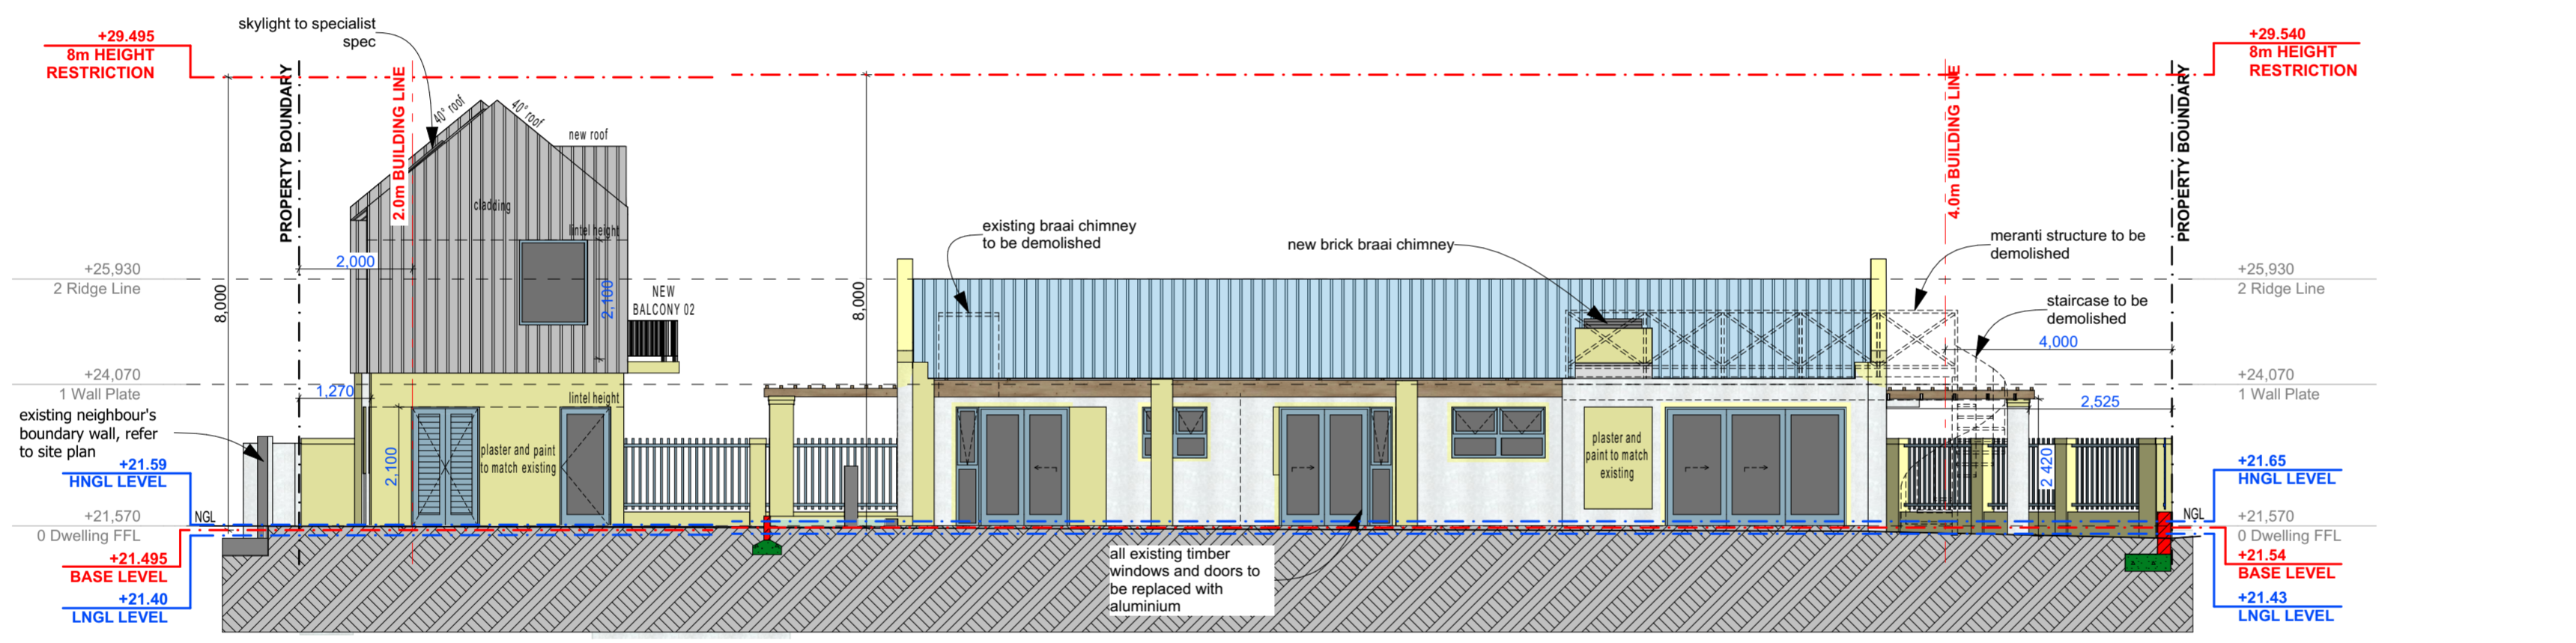 skylight to specialist
spec
+29.495
8m HEIGHT
RESTRICTION
PROPERTY BOUNDARY
2.0m BUILDING LINE
40° roof
40° roof
new roof
cladding
lintel height
2,000
2,100
NEW
BALCONY 02
8,000
+25,930
2 Ridge Line
+24,070
1 Wall Plate
1,270
lintel height
existing neighbour's
boundary wall, refer
to site plan
2,100
plaster and paint
to match existing
+21.59
HNGL LEVEL
NGL
+21,570
0 Dwelling FFL
+21.495
BASE LEVEL
+21.40
LNGL LEVEL
8,000
existing braai chimney
to be demolished
new brick braai chimney
plaster and
paint to match
existing
all existing timber
windows and doors to
be replaced with
aluminium
+29.540
8m HEIGHT
RESTRICTION
4.0m BUILDING LINE
PROPERTY BOUNDARY
meranti structure to be
demolished
+25,930
2 Ridge Line
staircase to be
demolished
4,000
+24,070
1 Wall Plate
2,525
2 420
+21.65
HNGL LEVEL
NGL
+21,570
0 Dwelling FFL
+21.54
BASE LEVEL
+21.43
LNGL LEVEL